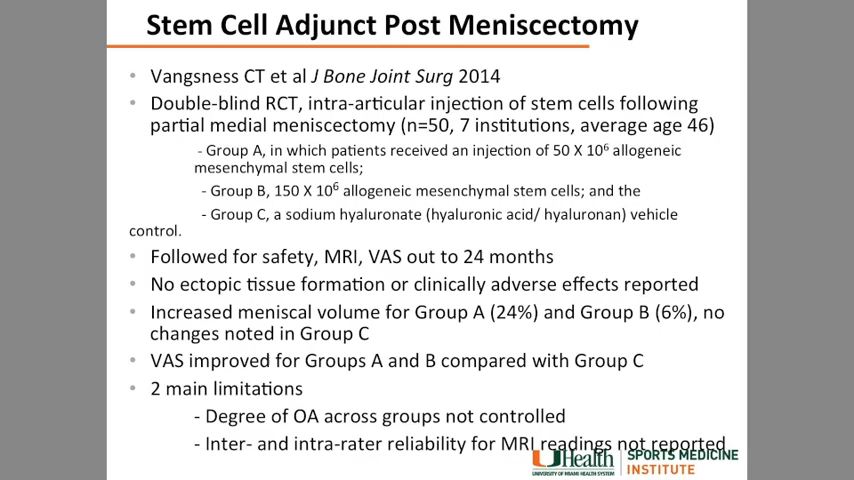 Stem Cell Adjunct Post Meniscectomy
• Vangsness CT et al J Bone Joint Surg 2014
• Double-blind RCT, intra-articular injection of stem cells following
partial medial meniscectomy (n=50, 7 institutions, average age 46)
- Group A, in which patients received an injection of 50 X 10⁶ allogeneic
mesenchymal stem cells;
- Group B, 150 X 10⁶ allogeneic mesenchymal stem cells; and the
- Group C, a sodium hyaluronate (hyaluronic acid/ hyaluronan) vehicle
control.
• Followed for safety, MRI, VAS out to 24 months
• No ectopic tissue formation or clinically adverse effects reported
• Increased meniscal volume for Group A (24%) and Group B (6%), no
changes noted in Group C
• VAS improved for Groups A and B compared with Group C
• 2 main limitations
- Degree of OA across groups not controlled
- Inter- and intra-rater reliability for MRI readings not reported
UHealth
UNIVERSITY OF MIAMI HEALTH SYSTEM
SPORTS MEDICINE
INSTITUTE